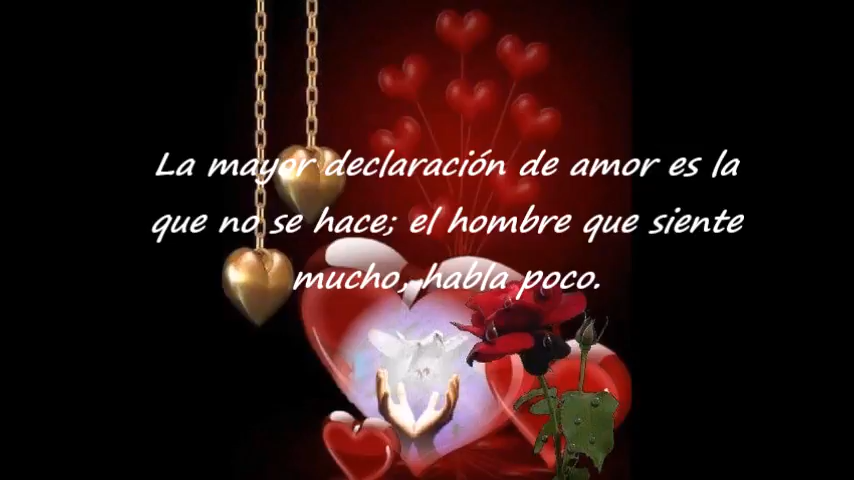 La mayor declaración de amor es la
que no se hace; el hombre que siente
mucho, habla poco.